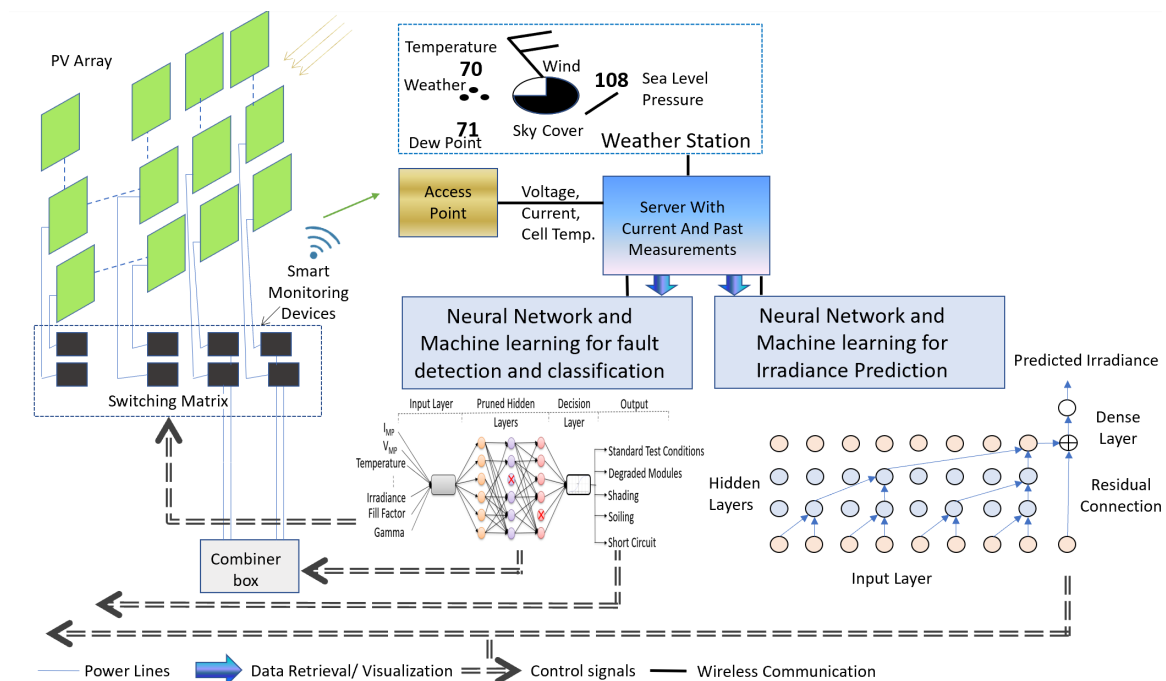 PV Array
Temperature
70
Wind
Weather
108
Sea Level
Pressure
71
Sky Cover
Dew Point
Weather Station
Access
Point
Voltage,
Current,
Cell Temp.
Server With
Current And Past
Measurements
Smart
Monitoring
Devices
Switching Matrix
Neural Network and
Machine learning for fault
detection and classification
Neural Network and
Machine learning for
Irradiance Prediction
Predicted Irradiance
Dense
Layer
Residual
Connection
Hidden
Layers
Input Layer
Input Layer
Pruned Hidden
Layers
Decision
Layer
Output
I_MP
V_MP
Temperature
Irradiance
Fill Factor
Gamma
Standard Test Conditions
Degraded Modules
Shading
Soiling
Short Circuit
Combiner
box
Power Lines
Data Retrieval/ Visualization
Control signals
Wireless Communication